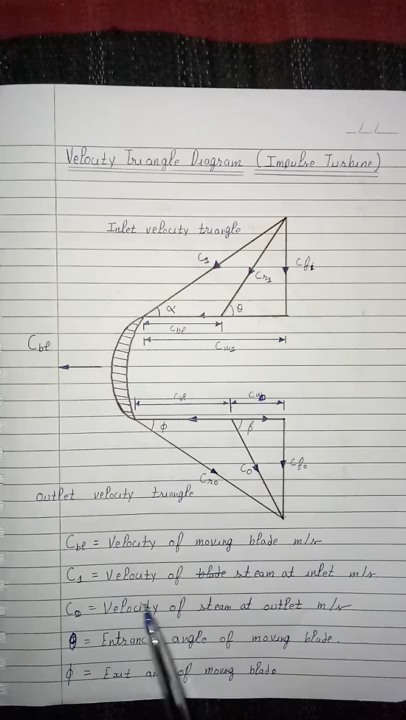 _/_/_
Velocity Triangle Diagram (Impulse Turbine)
Inlet velocity triangle
C₁
Cr₁
Cf₁
α
θ
Cbl
Cw₁
Cbl
Cbl
Cw₀
ϕ
β
Cr₀
C₀
Cf₀
Outlet velocity triangle
Cbl = Velocity of moving blade m/s
C₁ = Velocity of blade steam at inlet m/s
C₀ = Velocity of steam at outlet m/s
θ = Entrance angle of moving blade.
ϕ = Exit of moving blade